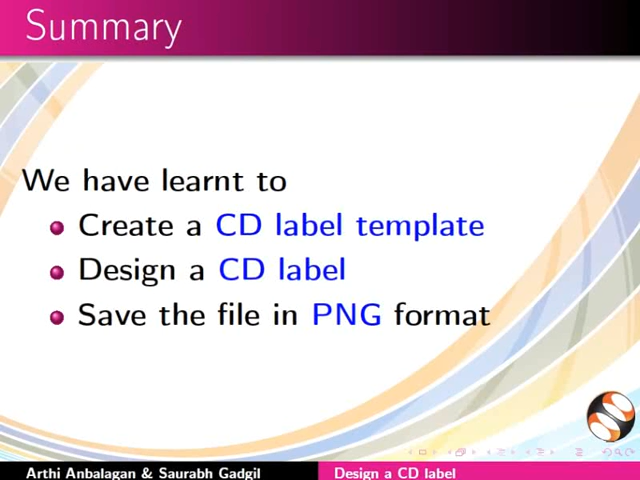 Summary
We have learnt to
Create a CD label template
Design a CD label
Save the file in PNG format
Arthi Anbalagan & Saurabh Gadgil Design a CD label